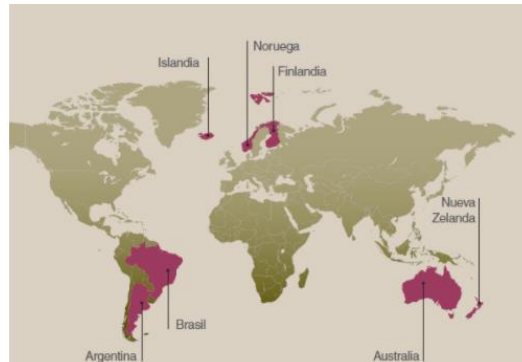 Noruega
Islandia
Finlandia
Nueva
Zelanda
Brasil
Argentina
Australia